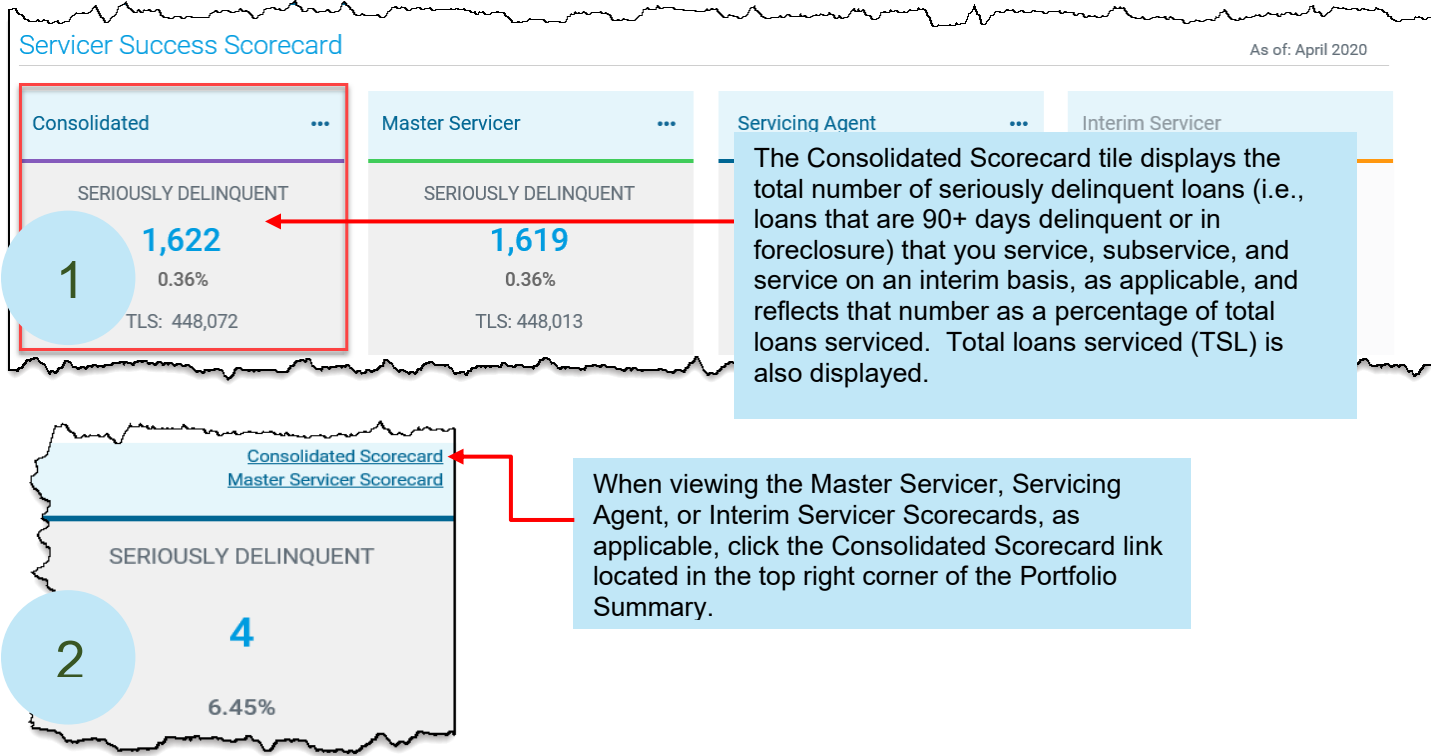 Servicer Success Scorecard
As of: April 2020
Consolidated •••
Master Servicer •••
Servicing Agent •••
Interim Servicer
SERIOUSLY DELINQUENT
1,622
0.36%
TLS: 448,072
1
SERIOUSLY DELINQUENT
1,619
0.36%
TLS: 448,013
The Consolidated Scorecard tile displays the
total number of seriously delinquent loans (i.e.,
loans that are 90+ days delinquent or in
foreclosure) that you service, subservice, and
service on an interim basis, as applicable, and
reflects that number as a percentage of total
loans serviced.  Total loans serviced (TSL) is
also displayed.
Consolidated Scorecard
Master Servicer Scorecard
SERIOUSLY DELINQUENT
4
6.45%
2
When viewing the Master Servicer, Servicing
Agent, or Interim Servicer Scorecards, as
applicable, click the Consolidated Scorecard link
located in the top right corner of the Portfolio
Summary.